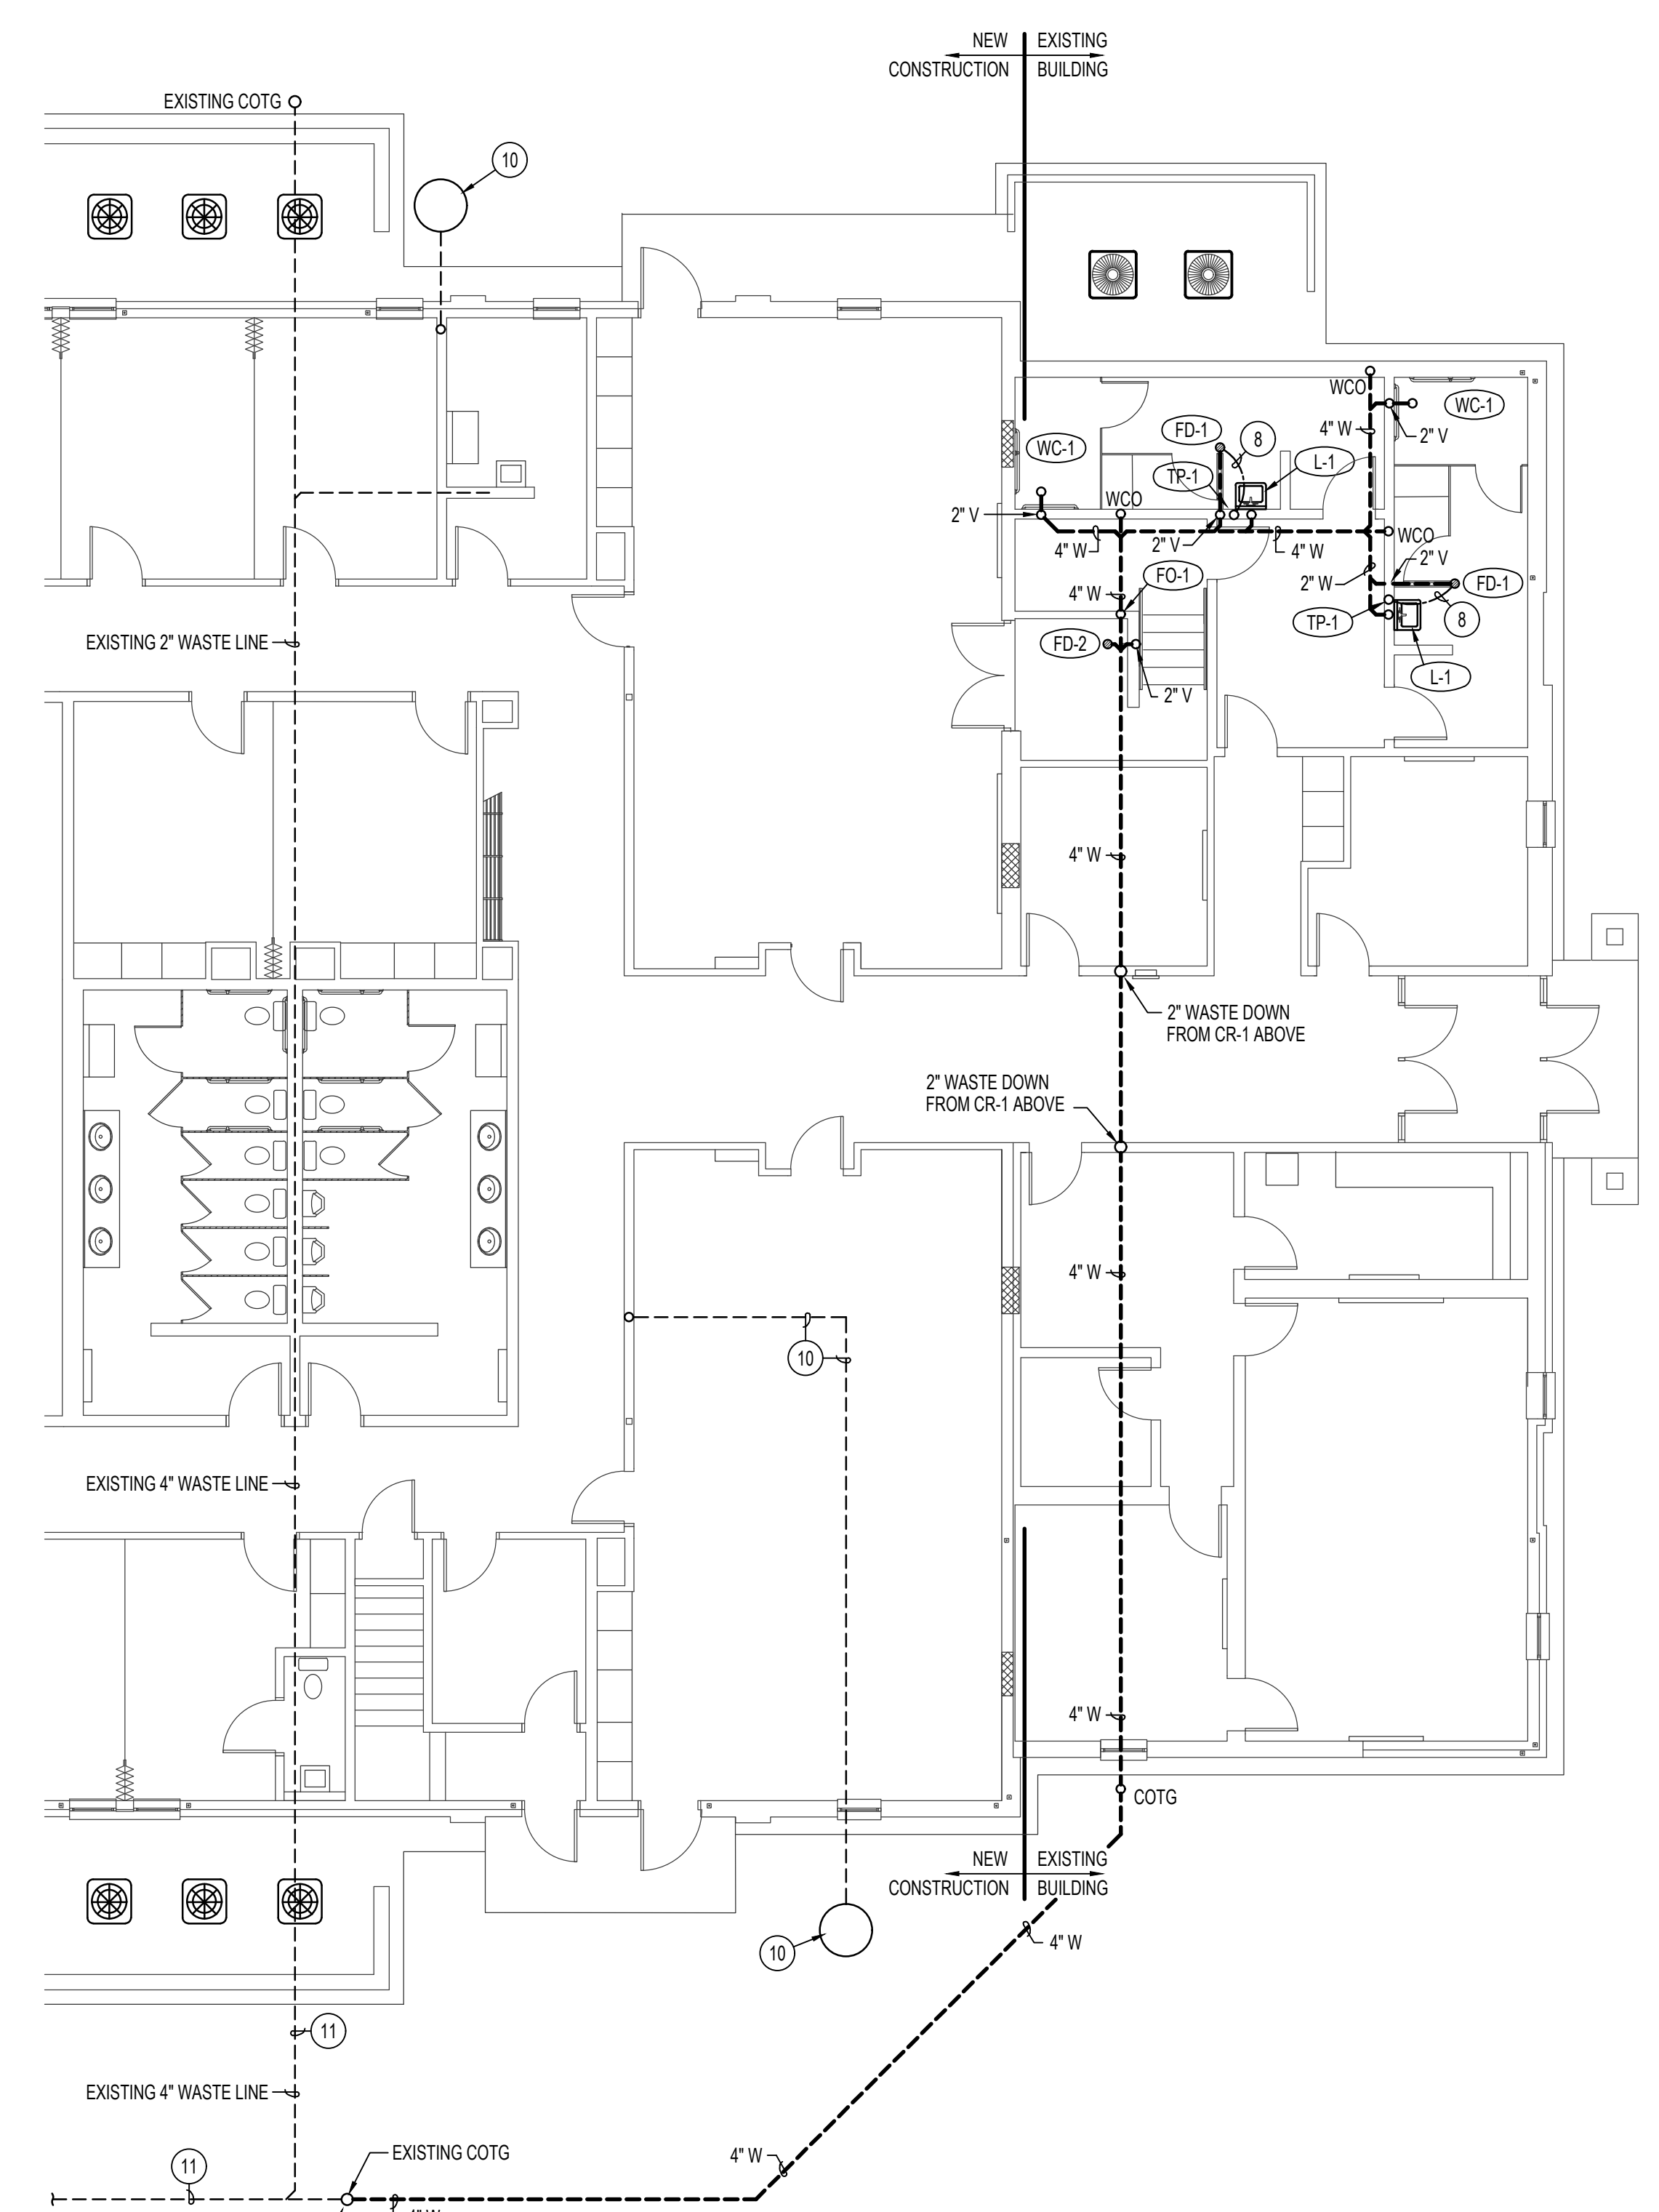 NEW EXISTING
CONSTRUCTION BUILDING
EXISTING COTG
10
WCO
WC-1
FD-1
8
4" W
2" V
WC-1
L-1
TP-1
WCO
2" V
WCO
4" W
2" V
4" W
2" V
FO-1
2" W
FD-1
4" W
TP-1
8
EXISTING 2" WASTE LINE
FD-2
L-1
2" V
4" W
2" WASTE DOWN
FROM CR-1 ABOVE
2" WASTE DOWN
FROM CR-1 ABOVE
4" W
10
EXISTING 4" WASTE LINE
4" W
COTG
NEW EXISTING
CONSTRUCTION BUILDING
4" W
10
11
EXISTING 4" WASTE LINE
EXISTING COTG
4" W
11